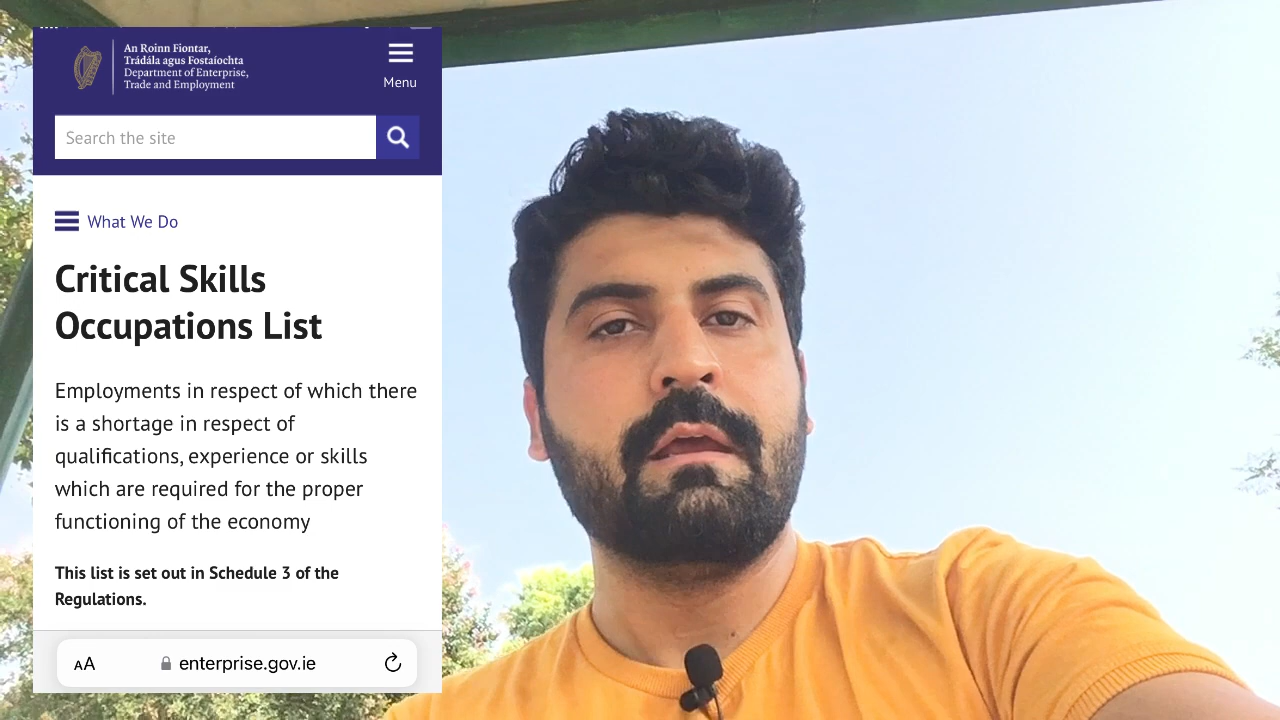 An Roinn Fiontar,
Trádála agus Fostaíochta
Department of Enterprise,
Trade and Employment
Menu
Search the site
What We Do
Critical Skills
Occupations List
Employments in respect of which there
is a shortage in respect of
qualifications, experience or skills
which are required for the proper
functioning of the economy
This list is set out in Schedule 3 of the
Regulations.
AA enterprise.gov.ie